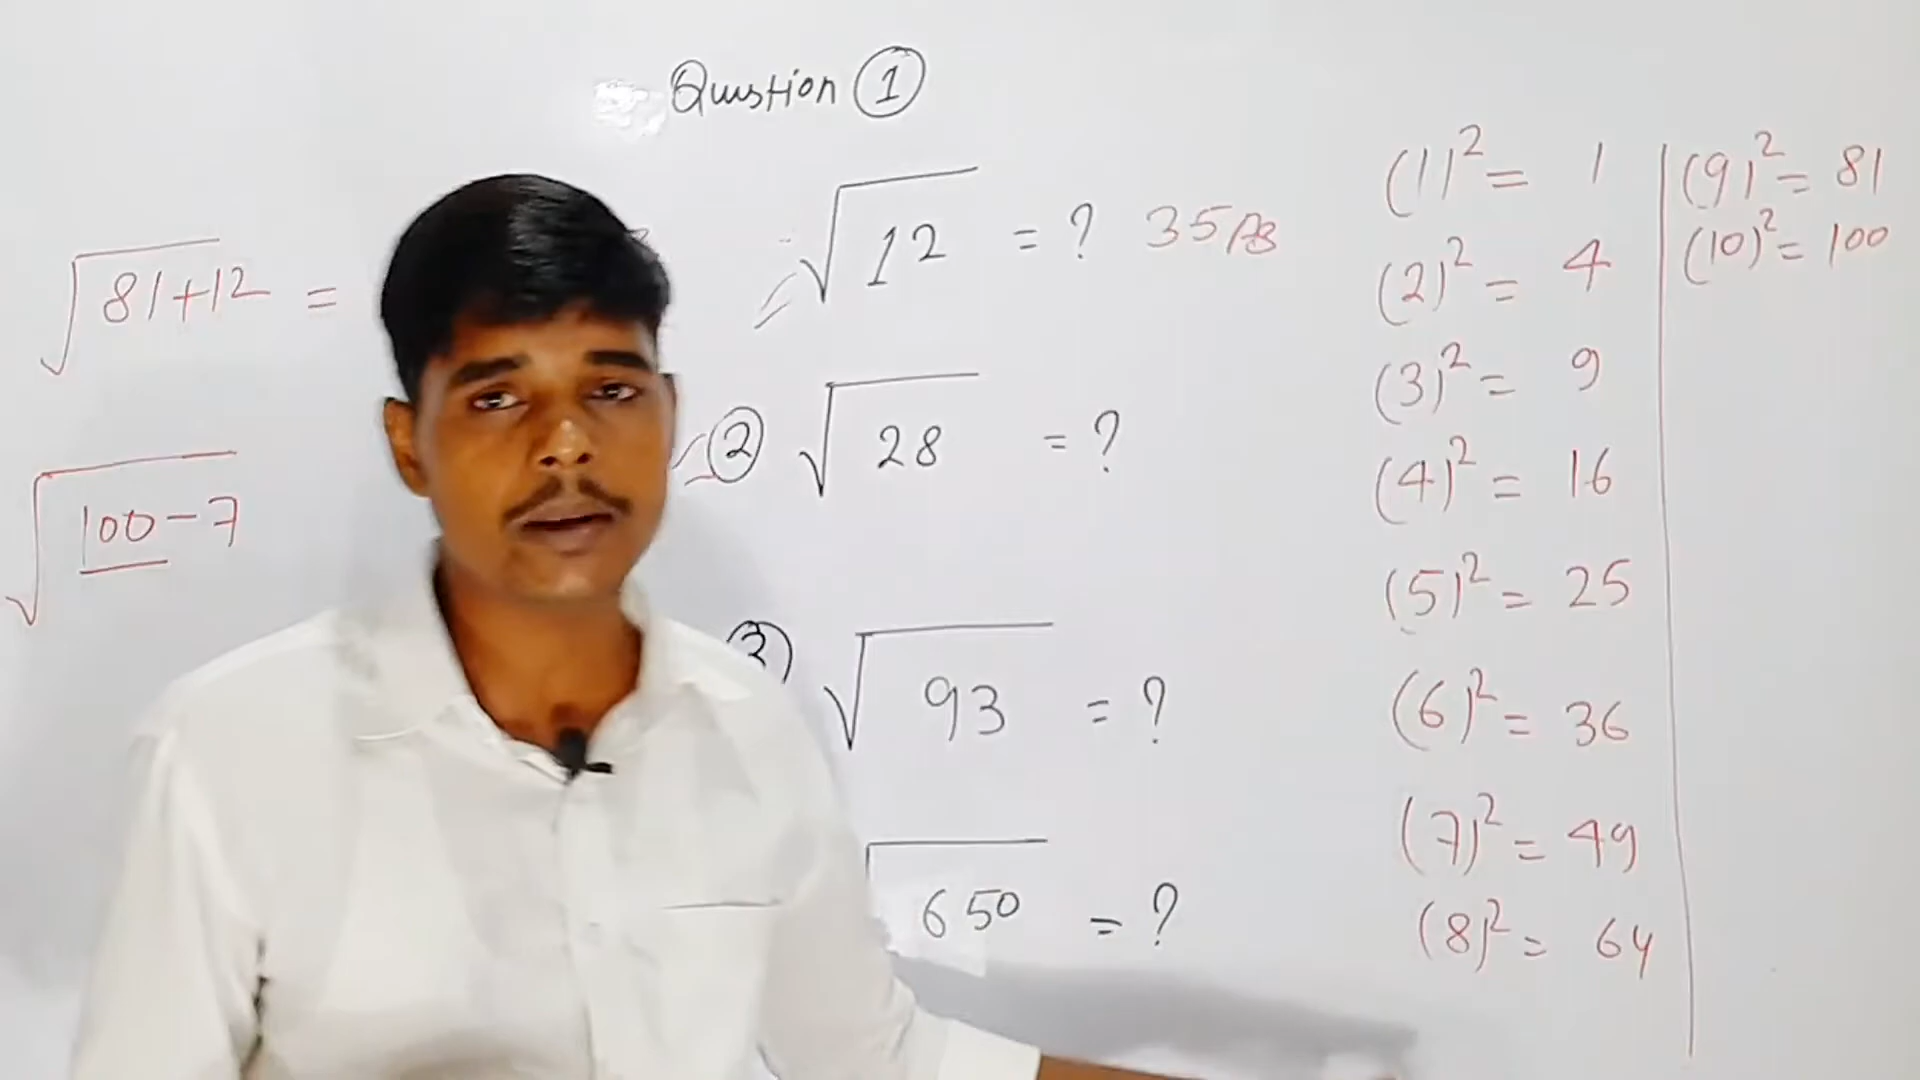 Question ①
√81+12 =
√12 = ? 35
√100-7
② √28 = ?
③ √93 = ?
√650 = ?
(1)² = 1
(2)² = 4
(3)² = 9
(4)² = 16
(5)² = 25
(6)² = 36
(7)² = 49
(8)² = 64
(9)² = 81
(10)² = 100